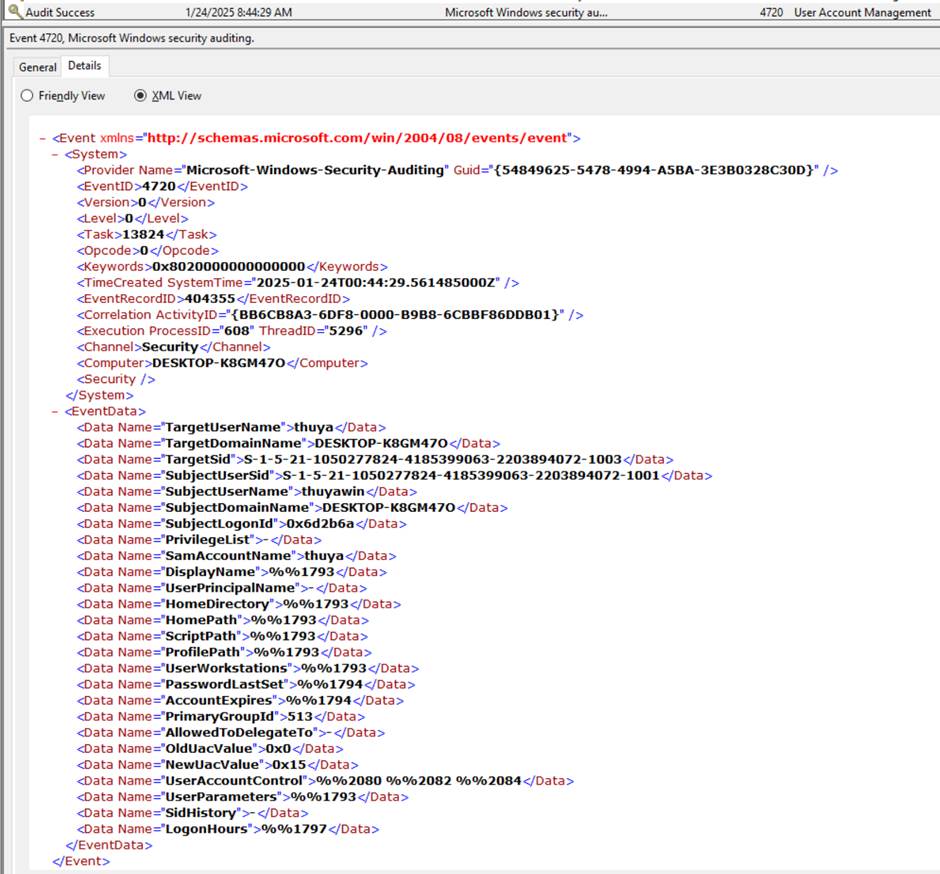 Audit Success 1/24/2025 8:44:29 AM Microsoft Windows security au... 4720 User Account Management
Event 4720, Microsoft Windows security auditing.
General Details
Friendly View XML View
- <Event xmlns="http://schemas.microsoft.com/win/2004/08/events/event">
- <System>
<Provider Name="Microsoft-Windows-Security-Auditing" Guid="{54849625-5478-4994-A5BA-3E3B0328C30D}" />
<EventID>4720</EventID>
<Version>0</Version>
<Level>0</Level>
<Task>13824</Task>
<Opcode>0</Opcode>
<Keywords>0x8020000000000000</Keywords>
<TimeCreated SystemTime="2025-01-24T00:44:29.561485000Z" />
<EventRecordID>404355</EventRecordID>
<Correlation ActivityID="{BB6CB8A3-6DF8-0000-B9B8-6CBBF86DDB01}" />
<Execution ProcessID="608" ThreadID="5296" />
<Channel>Security</Channel>
<Computer>DESKTOP-K8GM47O</Computer>
<Security />
</System>
- <EventData>
<Data Name="TargetUserName">thuya</Data>
<Data Name="TargetDomainName">DESKTOP-K8GM47O</Data>
<Data Name="TargetSid">S-1-5-21-1050277824-4185399063-2203894072-1003</Data>
<Data Name="SubjectUserSid">S-1-5-21-1050277824-4185399063-2203894072-1001</Data>
<Data Name="SubjectUserName">thuyawin</Data>
<Data Name="SubjectDomainName">DESKTOP-K8GM47O</Data>
<Data Name="SubjectLogonId">0x6d2b6a</Data>
<Data Name="PrivilegeList">-</Data>
<Data Name="SamAccountName">thuya</Data>
<Data Name="DisplayName">%%1793</Data>
<Data Name="UserPrincipalName">-</Data>
<Data Name="HomeDirectory">%%1793</Data>
<Data Name="HomePath">%%1793</Data>
<Data Name="ScriptPath">%%1793</Data>
<Data Name="ProfilePath">%%1793</Data>
<Data Name="UserWorkstations">%%1793</Data>
<Data Name="PasswordLastSet">%%1794</Data>
<Data Name="AccountExpires">%%1794</Data>
<Data Name="PrimaryGroupId">513</Data>
<Data Name="AllowedToDelegateTo">-</Data>
<Data Name="OldUacValue">0x0</Data>
<Data Name="NewUacValue">0x15</Data>
<Data Name="UserAccountControl">%%2080 %%2082 %%2084</Data>
<Data Name="UserParameters">%%1793</Data>
<Data Name="SidHistory">-</Data>
<Data Name="LogonHours">%%1797</Data>
</EventData>
</Event>